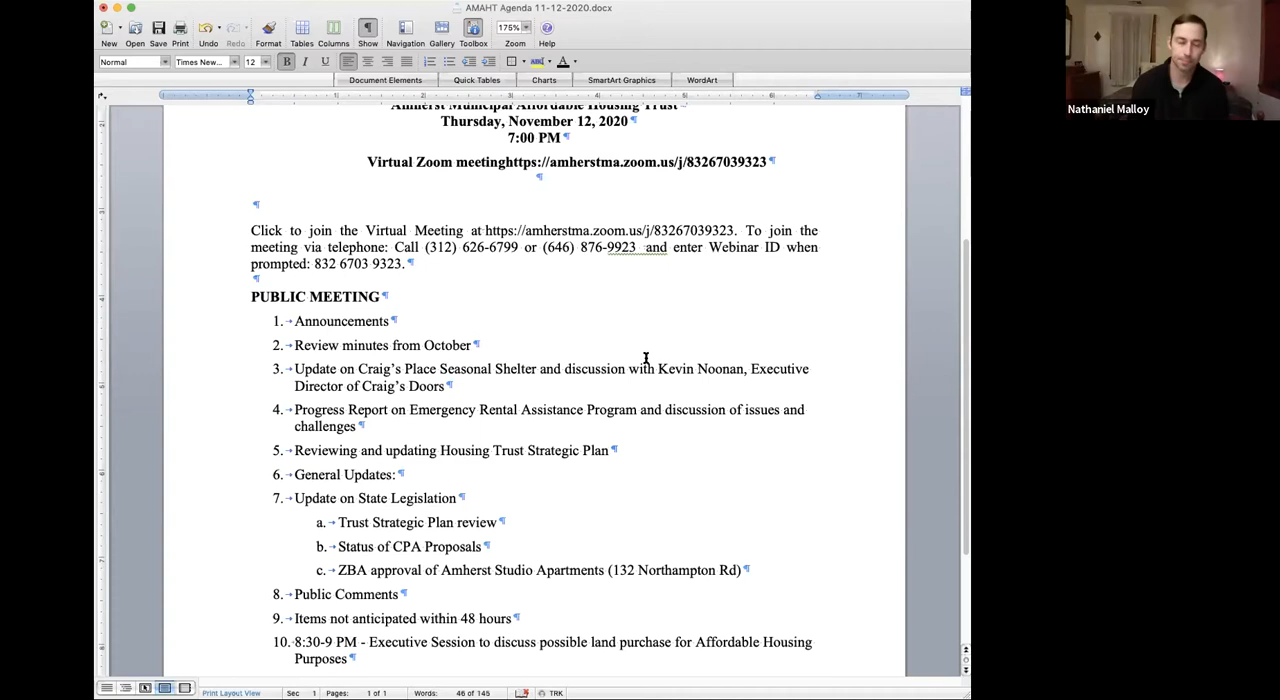 AMAHT Agenda 11-12-2020.docx
175%
New Open Save Print Undo Redo Format Tables Columns Show Navigation Gallery Toolbox Zoom Help
Normal Times New... 12 B I U
Document Elements Quick Tables Charts SmartArt Graphics WordArt
Amherst Municipal Affordable Housing Trust
Thursday, November 12, 2020
7:00 PM
Virtual Zoom meetinghttps://amherstma.zoom.us/j/83267039323
Click to join the Virtual Meeting at https://amherstma.zoom.us/j/83267039323. To join the
meeting via telephone: Call (312) 626-6799 or (646) 876-9923 and enter Webinar ID when
prompted: 832 6703 9323.
PUBLIC MEETING
1. Announcements
2. Review minutes from October
3. Update on Craig's Place Seasonal Shelter and discussion with Kevin Noonan, Executive
Director of Craig's Doors
4. Progress Report on Emergency Rental Assistance Program and discussion of issues and
challenges
5. Reviewing and updating Housing Trust Strategic Plan
6. General Updates:
7. Update on State Legislation
a. Trust Strategic Plan review
b. Status of CPA Proposals
c. ZBA approval of Amherst Studio Apartments (132 Northampton Rd)
8. Public Comments
9. Items not anticipated within 48 hours
10. 8:30-9 PM - Executive Session to discuss possible land purchase for Affordable Housing
Purposes
Print Layout View Sec 1 Pages: 1 of 1 Words: 46 of 145 TRK
Nathaniel Malloy